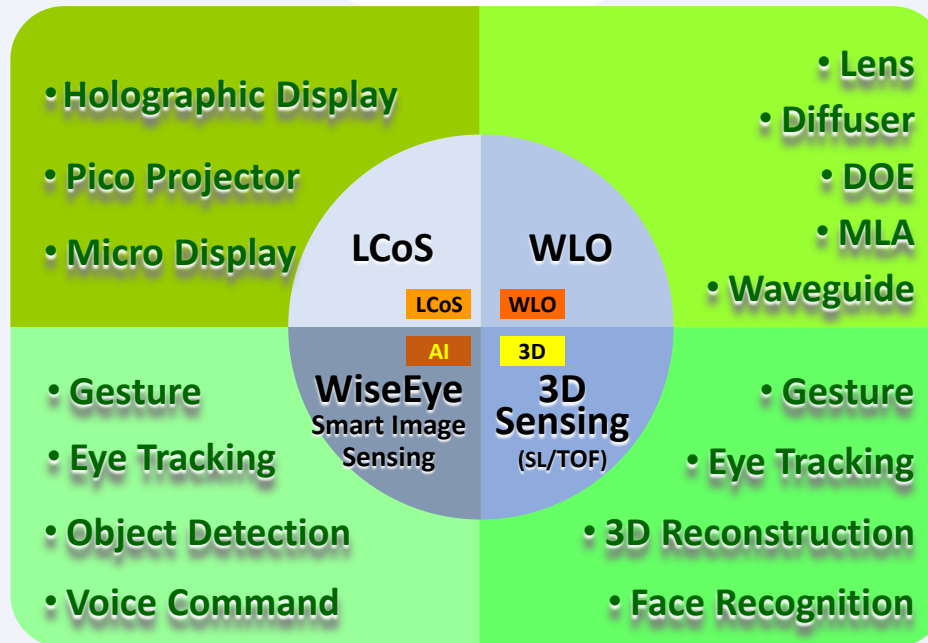 • Holographic Display
• Pico Projector
• Micro Display
• Lens
• Diffuser
• DOE
• MLA
• Waveguide
LCoS
WLO
LCoS
WLO
AI
3D
WiseEye
Smart Image
Sensing
3D
Sensing
(SL/TOF)
• Gesture
• Eye Tracking
• Object Detection
• Voice Command
• Gesture
• Eye Tracking
• 3D Reconstruction
• Face Recognition